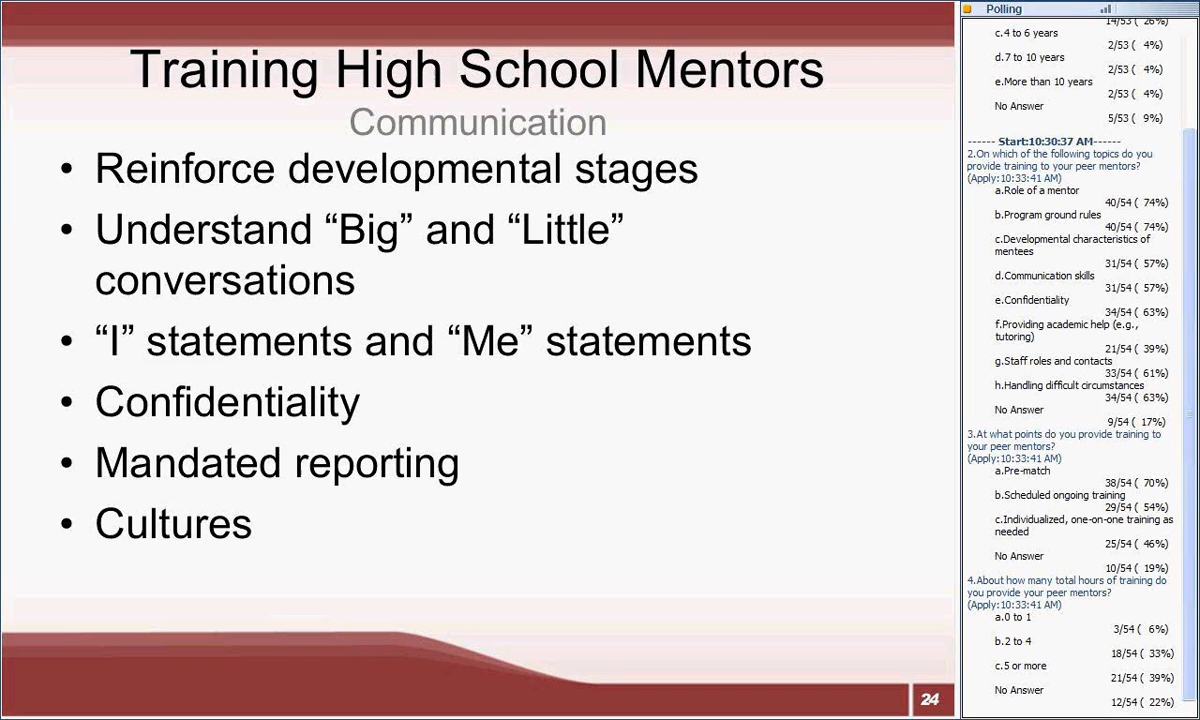 Training High School Mentors
Communication
• Reinforce developmental stages
• Understand “Big” and “Little”
conversations
• “I” statements and “Me” statements
• Confidentiality
• Mandated reporting
• Cultures
24
Polling
14/53 ( 26%)
c.4 to 6 years
2/53 ( 4%)
d.7 to 10 years
2/53 ( 4%)
e.More than 10 years
2/53 ( 4%)
No Answer
5/53 ( 9%)
------ Start:10:30:37 AM------
2.On which of the following topics do you
provide training to your peer mentors?
(Apply:10:33:41 AM)
a.Role of a mentor
40/54 ( 74%)
b.Program ground rules
40/54 ( 74%)
c.Developmental characteristics of
mentees
31/54 ( 57%)
d.Communication skills
31/54 ( 57%)
e.Confidentiality
34/54 ( 63%)
f.Providing academic help (e.g.,
tutoring)
21/54 ( 39%)
g.Staff roles and contacts
33/54 ( 61%)
h.Handling difficult circumstances
34/54 ( 63%)
No Answer
9/54 ( 17%)
3.At what points do you provide training to
your peer mentors?
(Apply:10:33:41 AM)
a.Pre-match
38/54 ( 70%)
b.Scheduled ongoing training
29/54 ( 54%)
c.Individualized, one-on-one training as
needed
25/54 ( 46%)
No Answer
10/54 ( 19%)
4.About how many total hours of training do
you provide your peer mentors?
(Apply:10:33:41 AM)
a.0 to 1
3/54 ( 6%)
b.2 to 4
18/54 ( 33%)
c.5 or more
21/54 ( 39%)
No Answer
12/54 ( 22%)